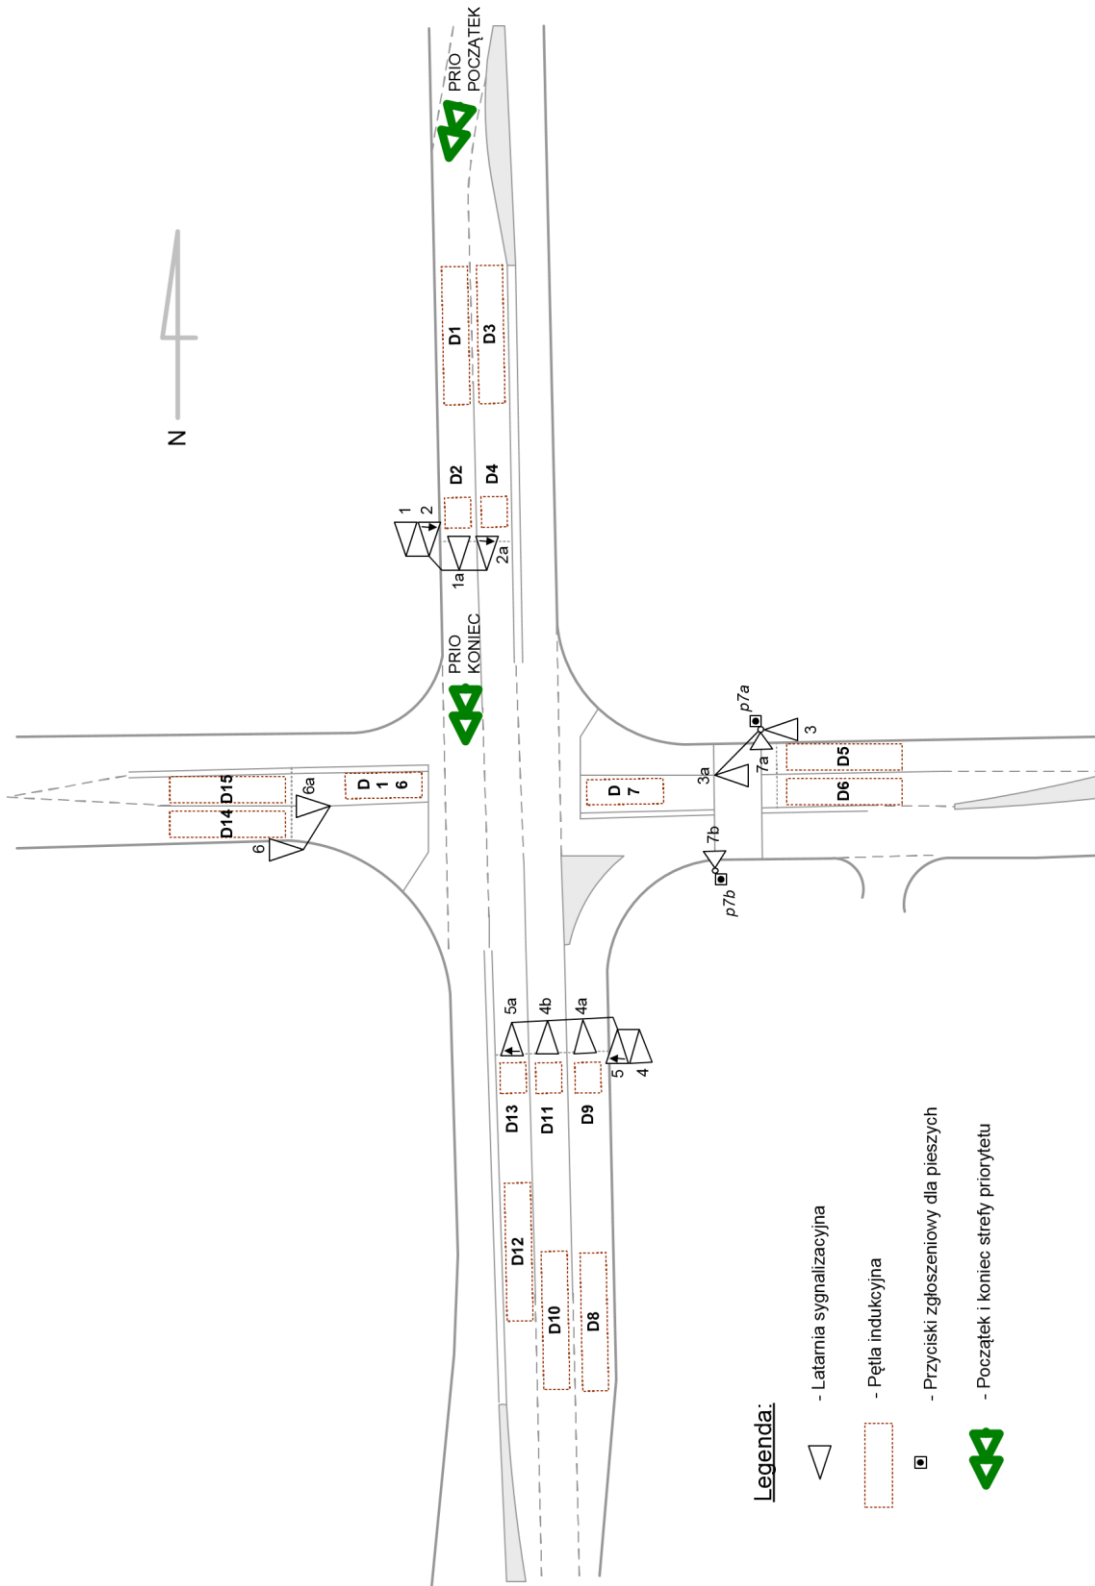 PRIO
POCZĄTEK
N
D1
D3
D2
D4
1
2
1a
2a
PRIO
KONIEC
D15
D14
6a
6
D
1
6
D
7
3a
p7a
7a
3
7b
p7b
D5
D6
5a
4b
4a
5
4
D13
D11
D9
D12
D10
D8
Legenda:
- Latarnia sygnalizacyjna
- Pętla indukcyjna
- Przyciski zgłoszeniowy dla pieszych
- Początek i koniec strefy priorytetu